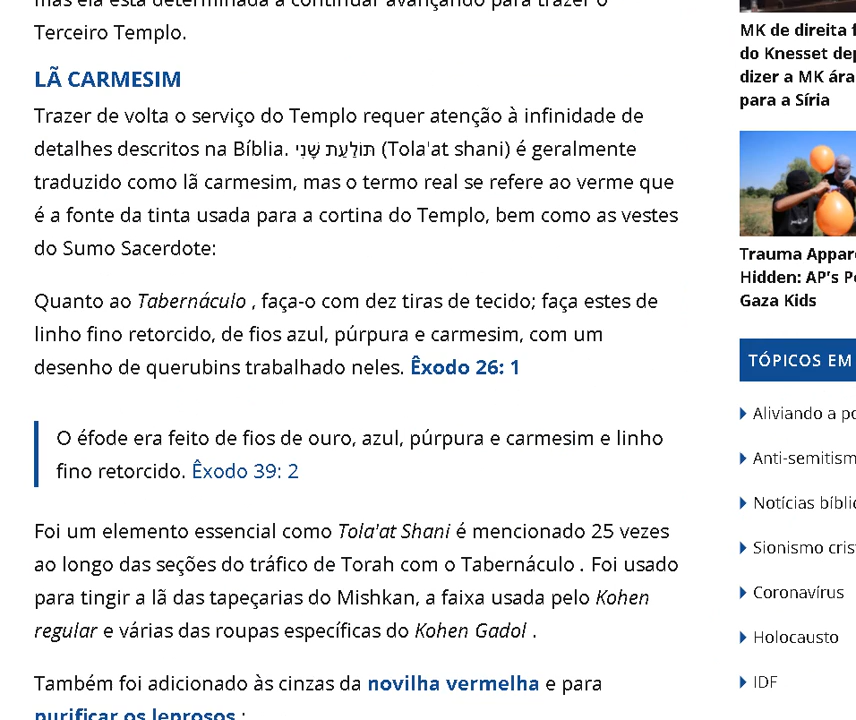 mas ela está determinada a continuar avançando para trazer o
Terceiro Templo.
LÃ CARMESIM
Trazer de volta o serviço do Templo requer atenção à infinidade de
detalhes descritos na Bíblia. תּוֹלַעַת שָׁנִי (Tola'at shani) é geralmente
traduzido como lã carmesim, mas o termo real se refere ao verme que
é a fonte da tinta usada para a cortina do Templo, bem como as vestes
do Sumo Sacerdote:
Quanto ao Tabernáculo , faça-o com dez tiras de tecido; faça estes de
linho fino retorcido, de fios azul, púrpura e carmesim, com um
desenho de querubins trabalhado neles. Êxodo 26: 1
O éfode era feito de fios de ouro, azul, púrpura e carmesim e linho
fino retorcido. Êxodo 39: 2
Foi um elemento essencial como Tola'at Shani é mencionado 25 vezes
ao longo das seções do tráfico de Torah com o Tabernáculo . Foi usado
para tingir a lã das tapeçarias do Mishkan, a faixa usada pelo Kohen
regular e várias das roupas específicas do Kohen Gadol .
Também foi adicionado às cinzas da novilha vermelha e para
purificar os leprosos :
MK de direita f
do Knesset dep
dizer a MK ára
para a Síria
Trauma Appar
Hidden: AP's P
Gaza Kids
TÓPICOS EM
Aliviando a po
Anti-semitism
Notícias bíblic
Sionismo cris
Coronavírus
Holocausto
IDF